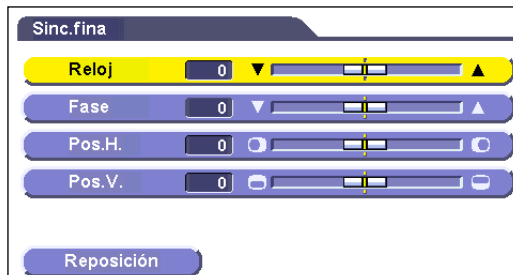 Sinc.fina
Reloj 0
Fase 0
Pos.H. 0
Pos.V. 0
Reposición